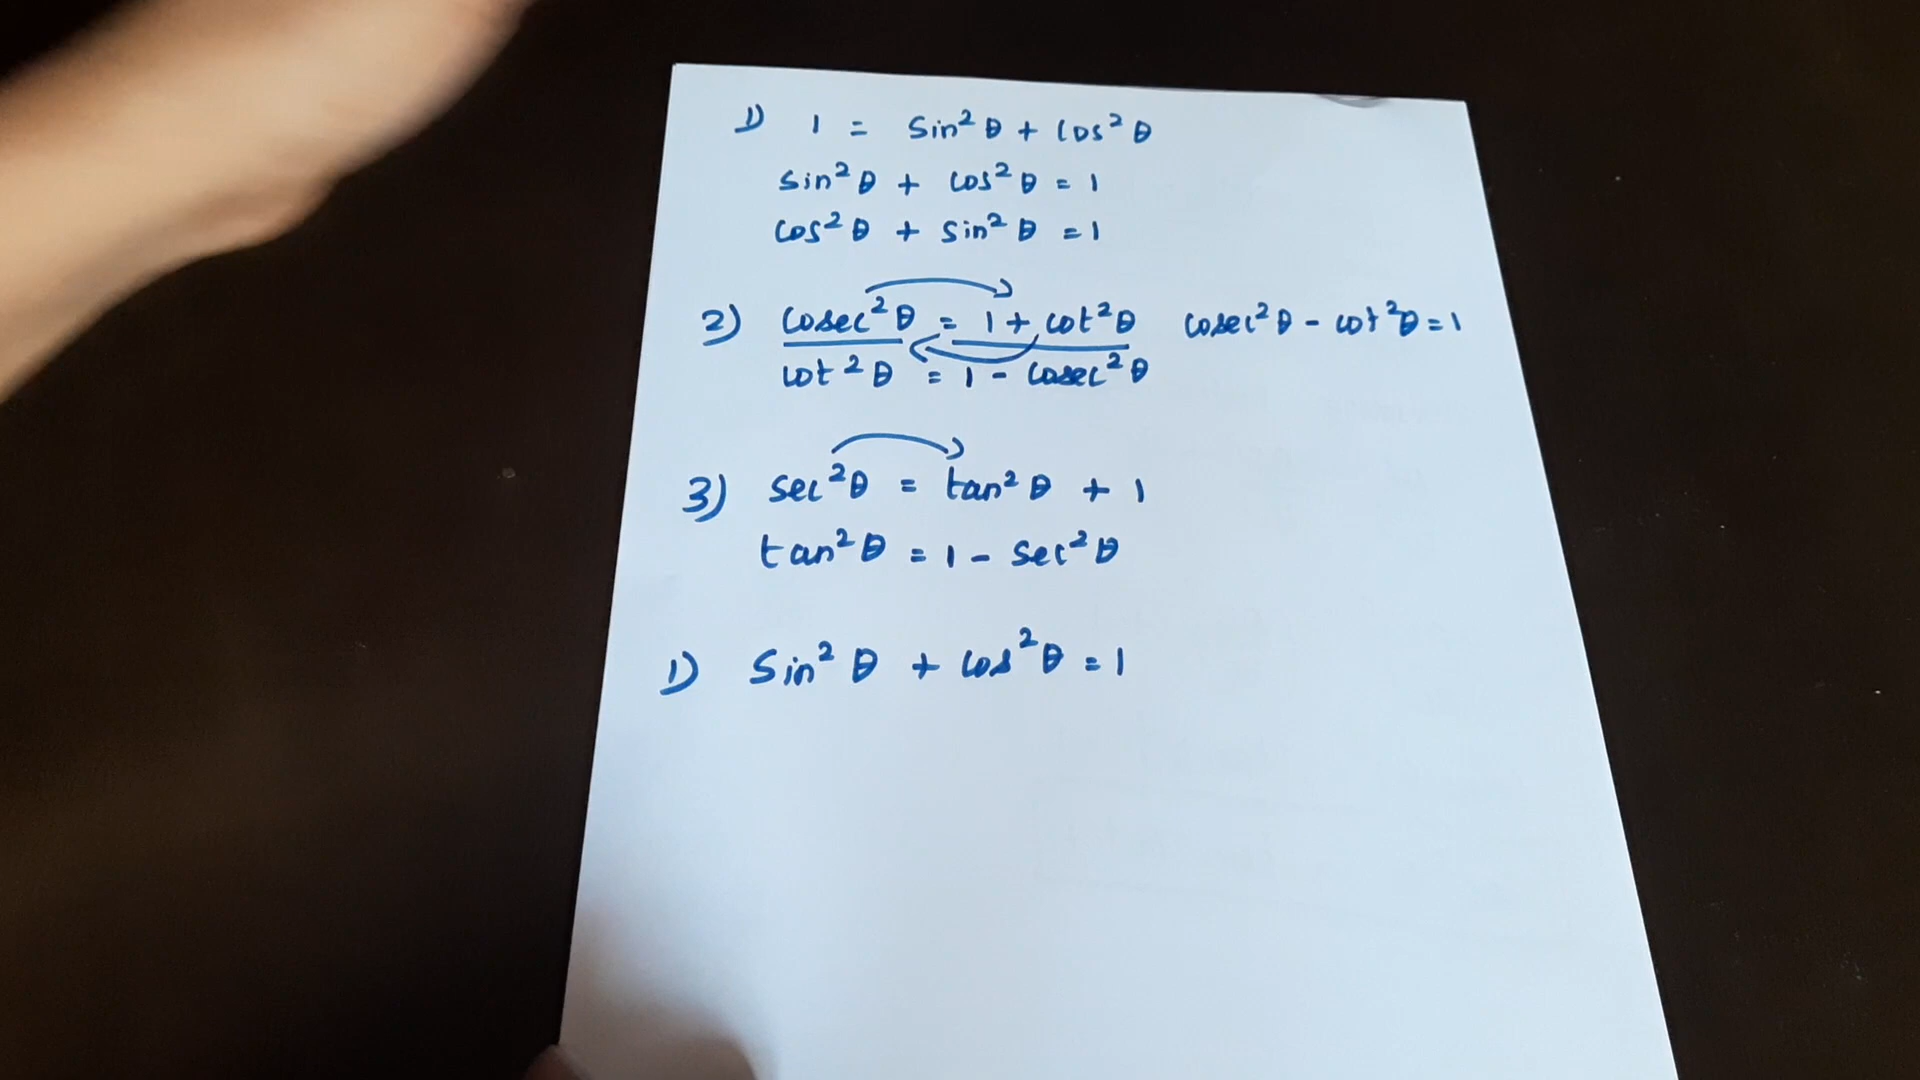 1) 1 = Sin²θ + Cos²θ
Sin²θ + Cos²θ = 1
Cos²θ + Sin²θ = 1
2) Cosec²θ = 1 + Cot²θ Cosec²θ - Cot²θ = 1
Cot²θ = 1 - Cosec²θ
3) Sec²θ = tan²θ + 1
tan²θ = 1 - Sec²θ
1) Sin²θ + Cos²θ = 1